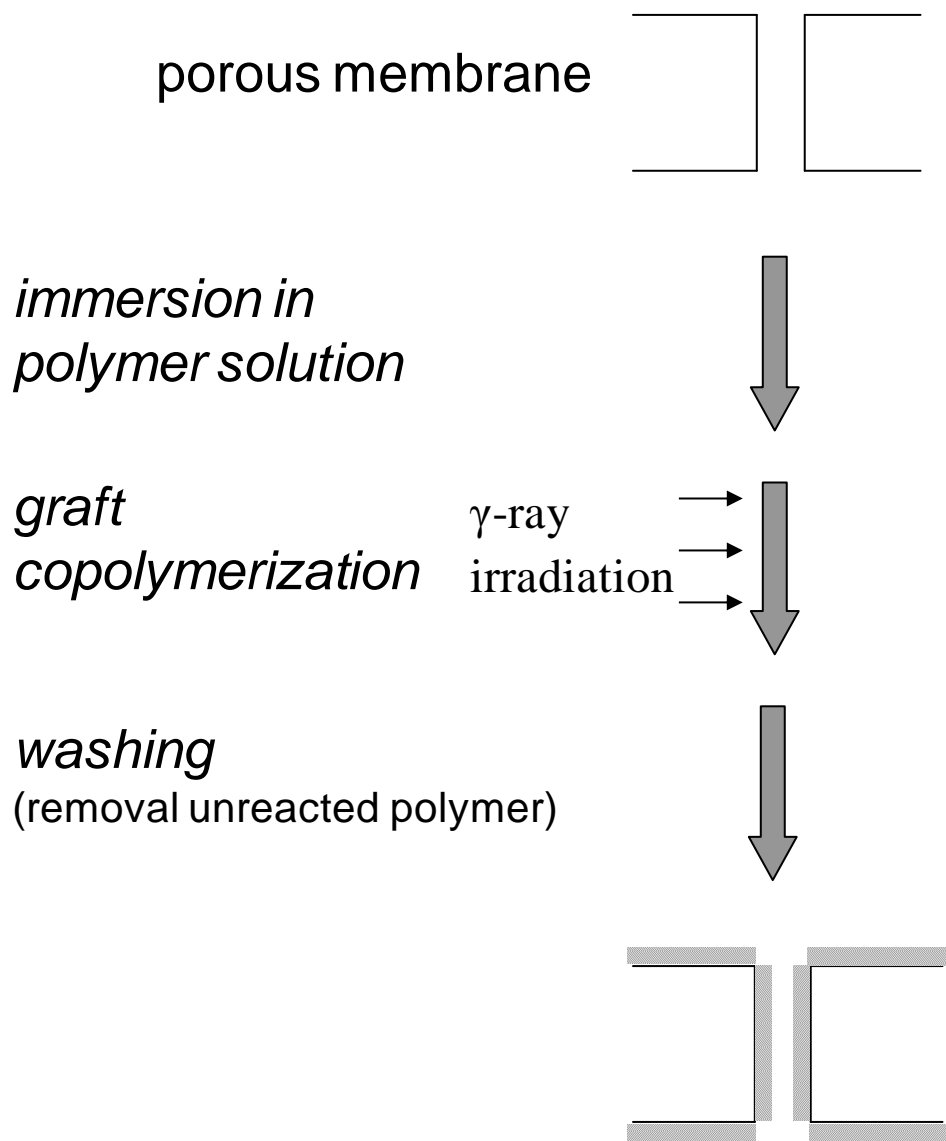 porous membrane
immersion in
polymer solution
graft
copolymerization
γ-ray
irradiation
washing
(removal unreacted polymer)